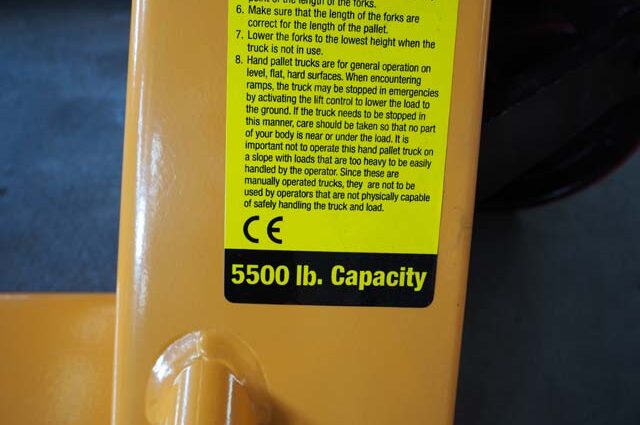 point of the length of the forks.
6. Make sure that the length of the forks are
correct for the length of the pallet.
7. Lower the forks to the lowest height when the
truck is not in use.
8. Hand pallet trucks are for general operation on
level, flat, hard surfaces. When encountering
ramps, the truck may be stopped in emergencies
by activating the lift control to lower the load to
the ground. If the truck needs to be stopped in
this manner, care should be taken so that no part
of your body is near or under the load. It is
important not to operate this hand pallet truck on
a slope with loads that are too heavy to be easily
handled by the operator. Since these are
manually operated trucks, they are not to be
used by operators that are not physically capable
of safely handling the truck and load.
CE
5500 lb. Capacity